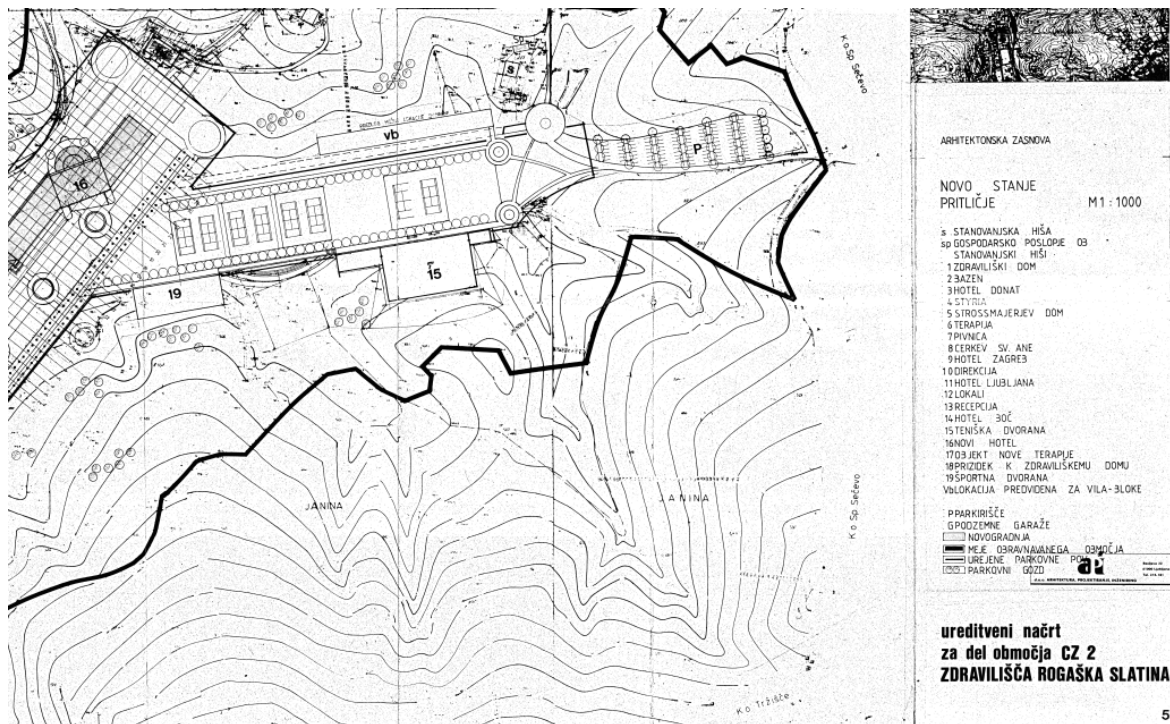 K o Sp Sečevo
s
vb
P
16
15
19
JANINA
JANINA
K o Sp Sečevo
K o Tržišče
ARHITEKTONSKA ZASNOVA
NOVO STANJE
PRITLIČJE M 1 : 1000
s STANOVANJSKA HIŠA
sp GOSPODARSKO POSLOPJE OB
STANOVANJSKI HIŠI
1 ZDRAVILIŠKI DOM
2 BAZEN
3 HOTEL DONAT
4 STYRIA
5 STROSSMAJERJEV DOM
6 TERAPIJA
7 PIVNICA
8 CERKEV SV. ANE
9 HOTEL ZAGREB
10 DIREKCIJA
11 HOTEL LJUBLJANA
12 LOKALI
13 RECEPCIJA
14 HOTEL BOČ
15 TENIŠKA DVORANA
16 NOVI HOTEL
17 OBJEKT NOVE TERAPIJE
18 PRIZIDEK K ZDRAVILIŠKEMU DOMU
19 ŠPORTNA DVORANA
Vb LOKACIJA PREDVIDENA ZA VILA-BLOKE
P PARKIRIŠČE
G PODZEMNE GARAŽE
NOVOGRADNJA
MEJE OBRAVNAVANEGA OBMOČJA
UREJENE PARKOVNE
PARKOVNI GOZD
api
ureditveni načrt
za del območja CZ 2
ZDRAVILIŠČA ROGAŠKA SLATINA
5